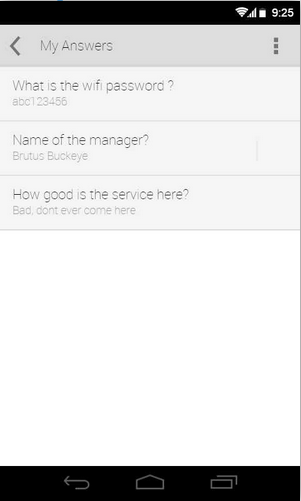 9:25
My Answers
What is the wifi password ?
abc123456
Name of the manager?
Brutus Buckeye
How good is the service here?
Bad, dont ever come here